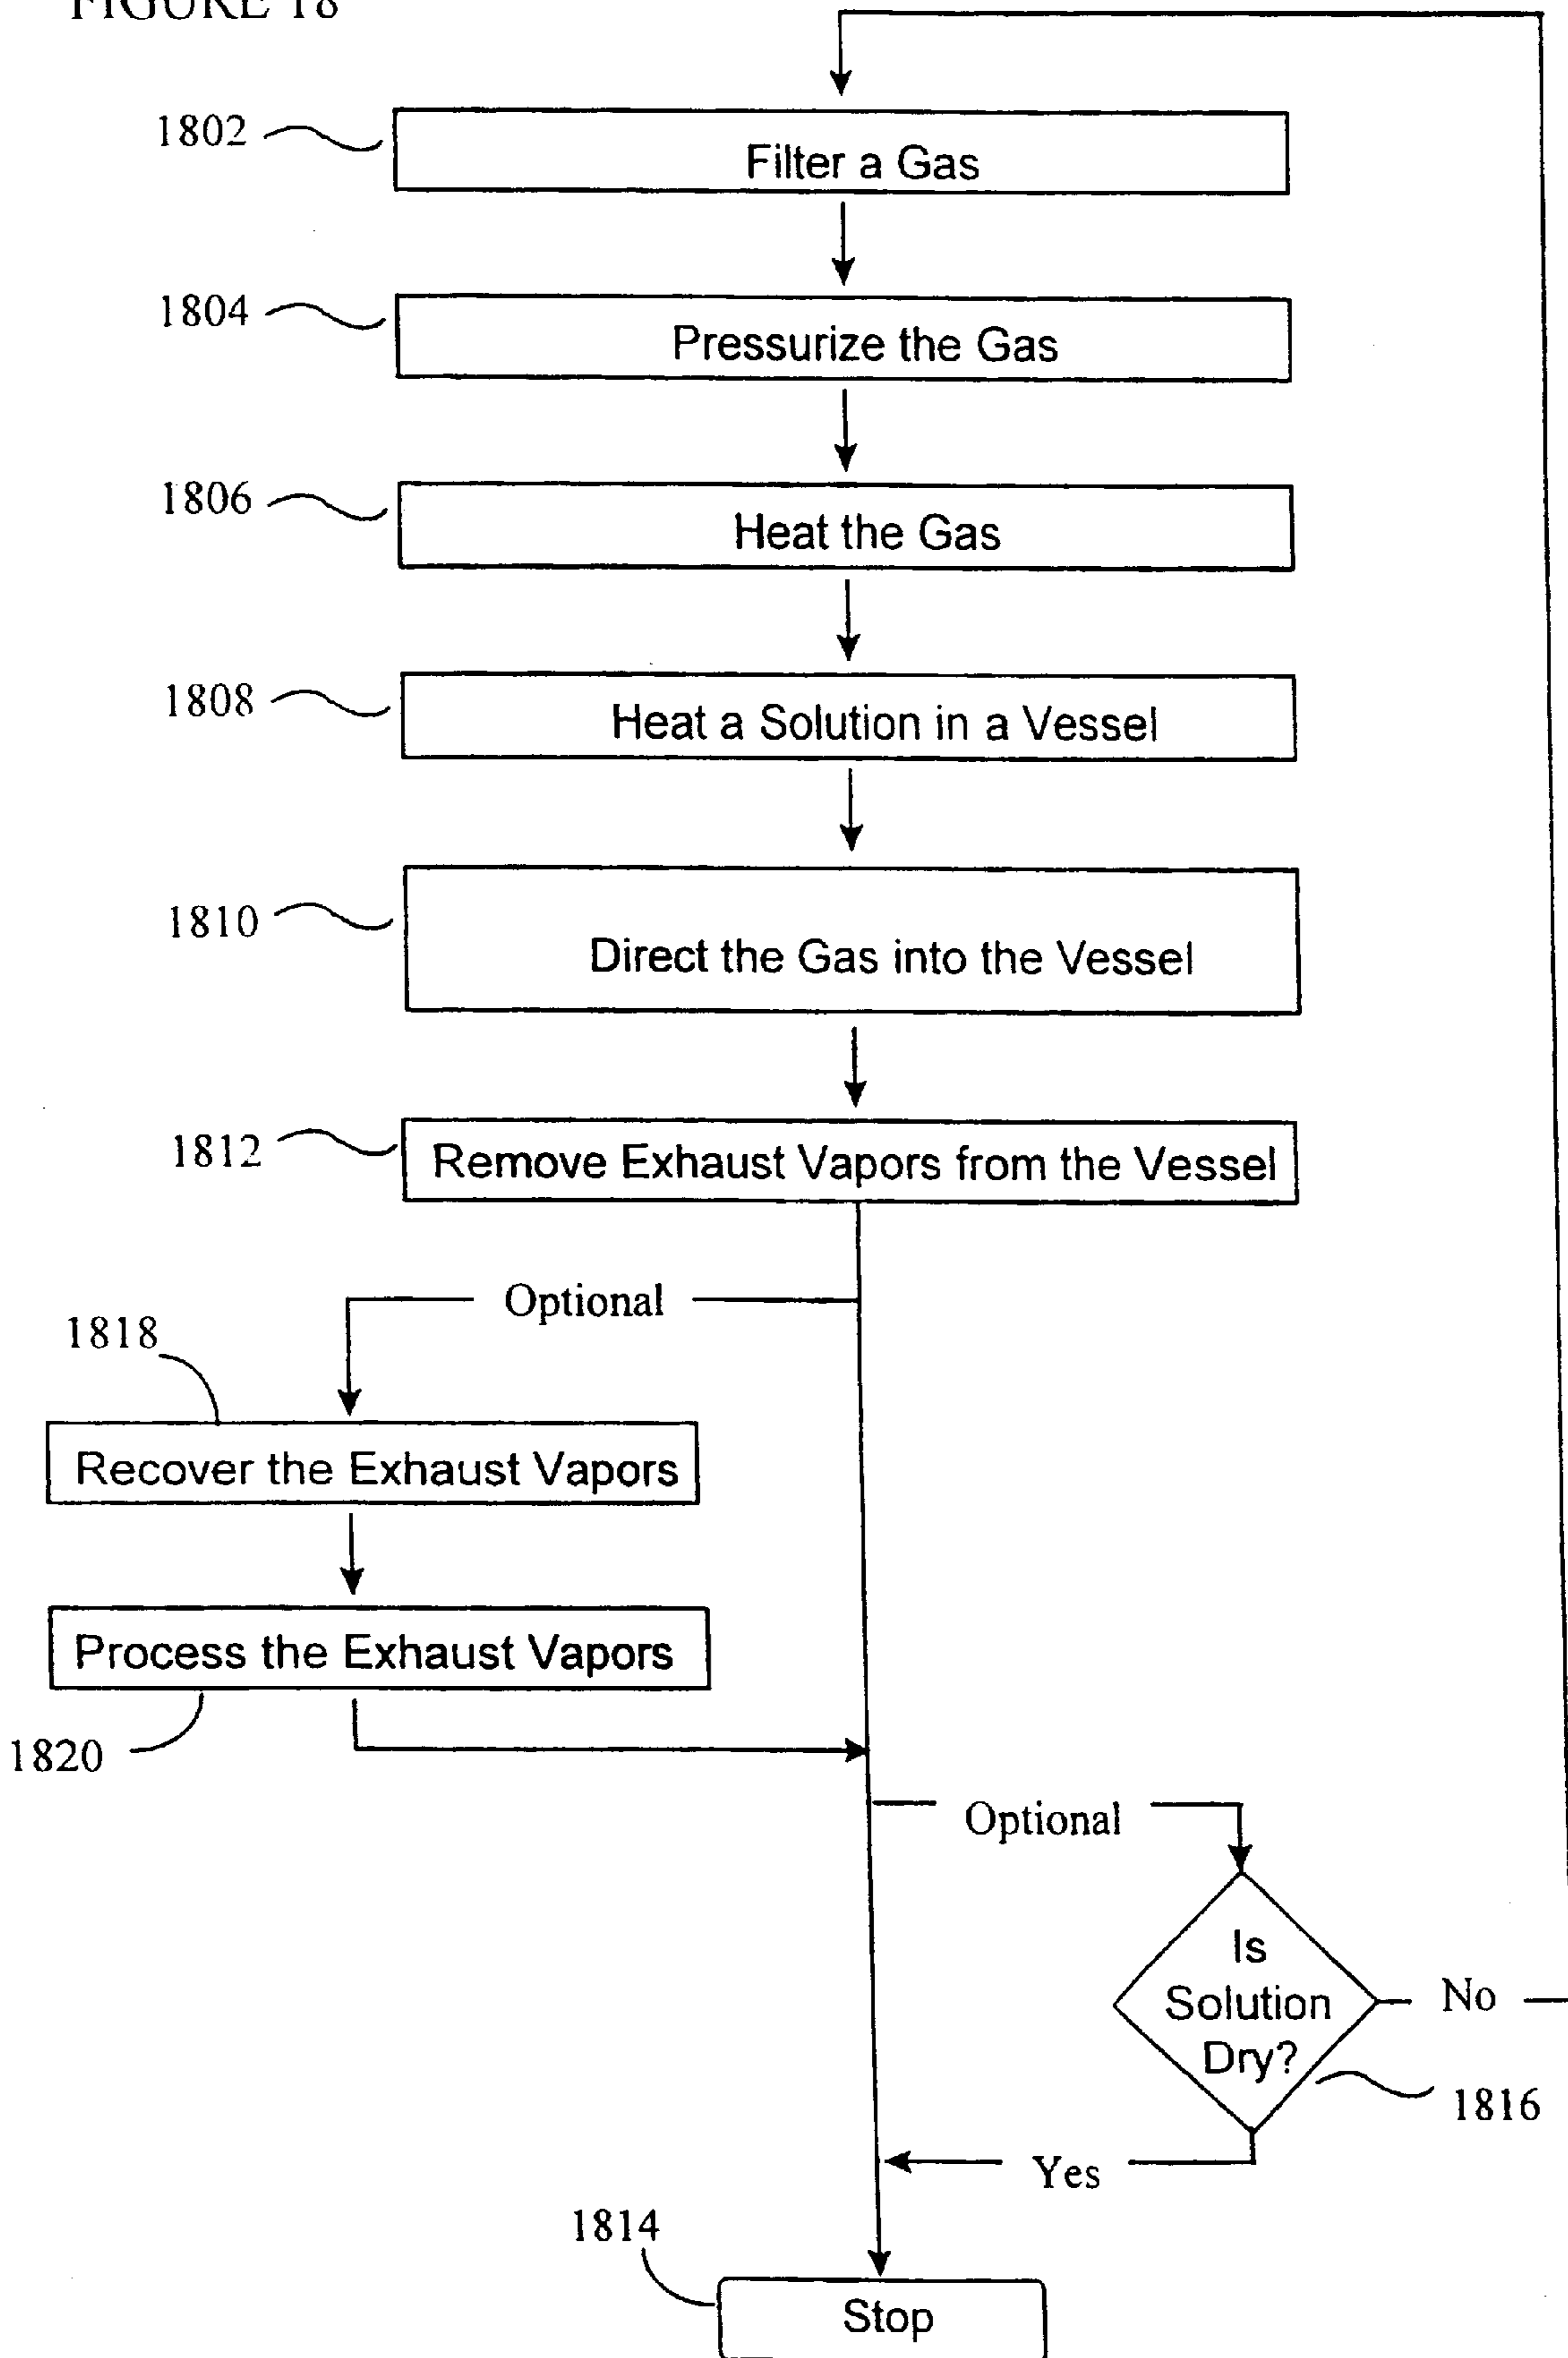 FIGURE 18
1802
Filter a Gas
1804
Pressurize the Gas
1806
Heat the Gas
1808
Heat a Solution in a Vessel
1810
Direct the Gas into the Vessel
1812
Remove Exhaust Vapors from the Vessel
Optional
1818
Recover the Exhaust Vapors
Process the Exhaust Vapors
1820
Optional
Is
Solution
Dry?
No
1816
Yes
1814
Stop